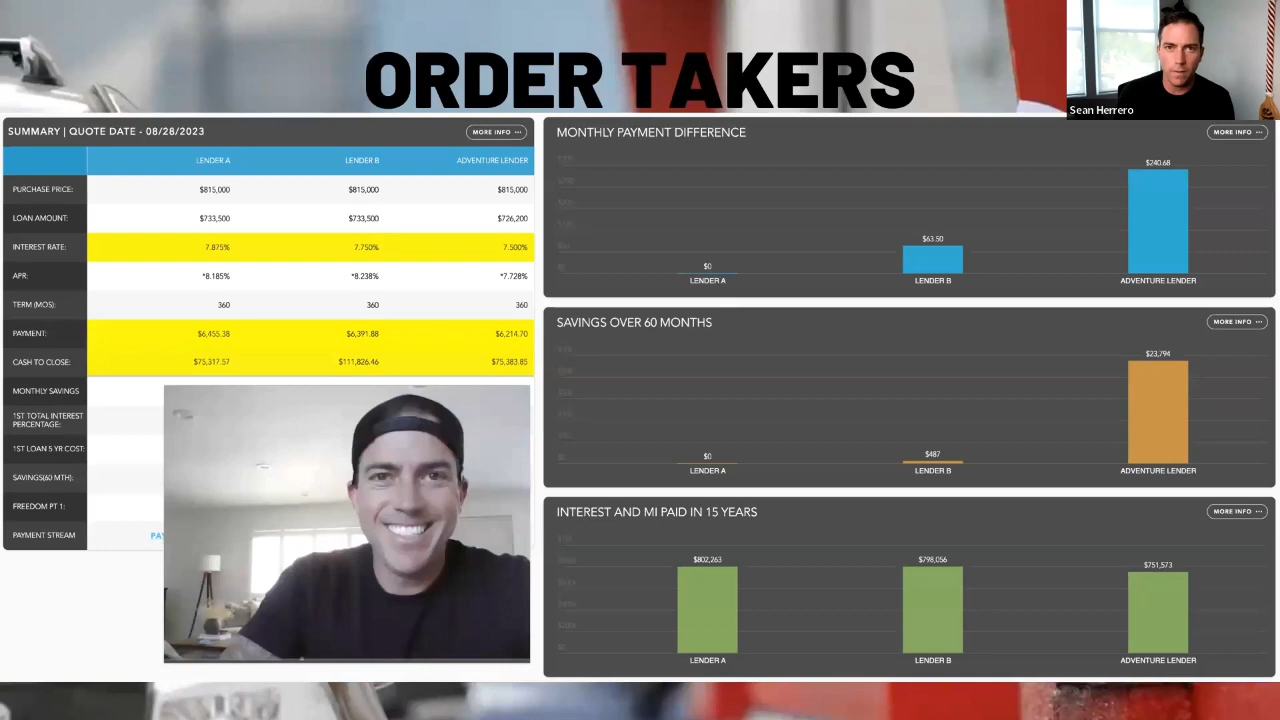 ORDER TAKERS
Sean Herrero
SUMMARY | QUOTE DATE - 08/28/2023
MORE INFO ···
LENDER A LENDER B ADVENTURE LENDER
PURCHASE PRICE: $815,000 $815,000 $815,000
LOAN AMOUNT: $733,500 $733,500 $726,200
INTEREST RATE: 7.875% 7.750% 7.500%
APR: *8.185% *8.238% *7.728%
TERM (MOS): 360 360 360
PAYMENT: $6,455.38 $6,391.88 $6,214.70
CASH TO CLOSE: $75,317.57 $111,826.46 $75,383.85
MONTHLY SAVINGS
1ST TOTAL INTEREST
PERCENTAGE:
1ST LOAN 5 YR COST:
SAVINGS(60 MTH):
FREEDOM PT 1:
PAYMENT STREAM PAY
MONTHLY PAYMENT DIFFERENCE
MORE INFO ···
$0 $63.50 $240.68
LENDER A LENDER B ADVENTURE LENDER
SAVINGS OVER 60 MONTHS
MORE INFO ···
$0 $487 $23,794
LENDER A LENDER B ADVENTURE LENDER
INTEREST AND MI PAID IN 15 YEARS
MORE INFO ···
$802,263 $798,056 $751,573
LENDER A LENDER B ADVENTURE LENDER